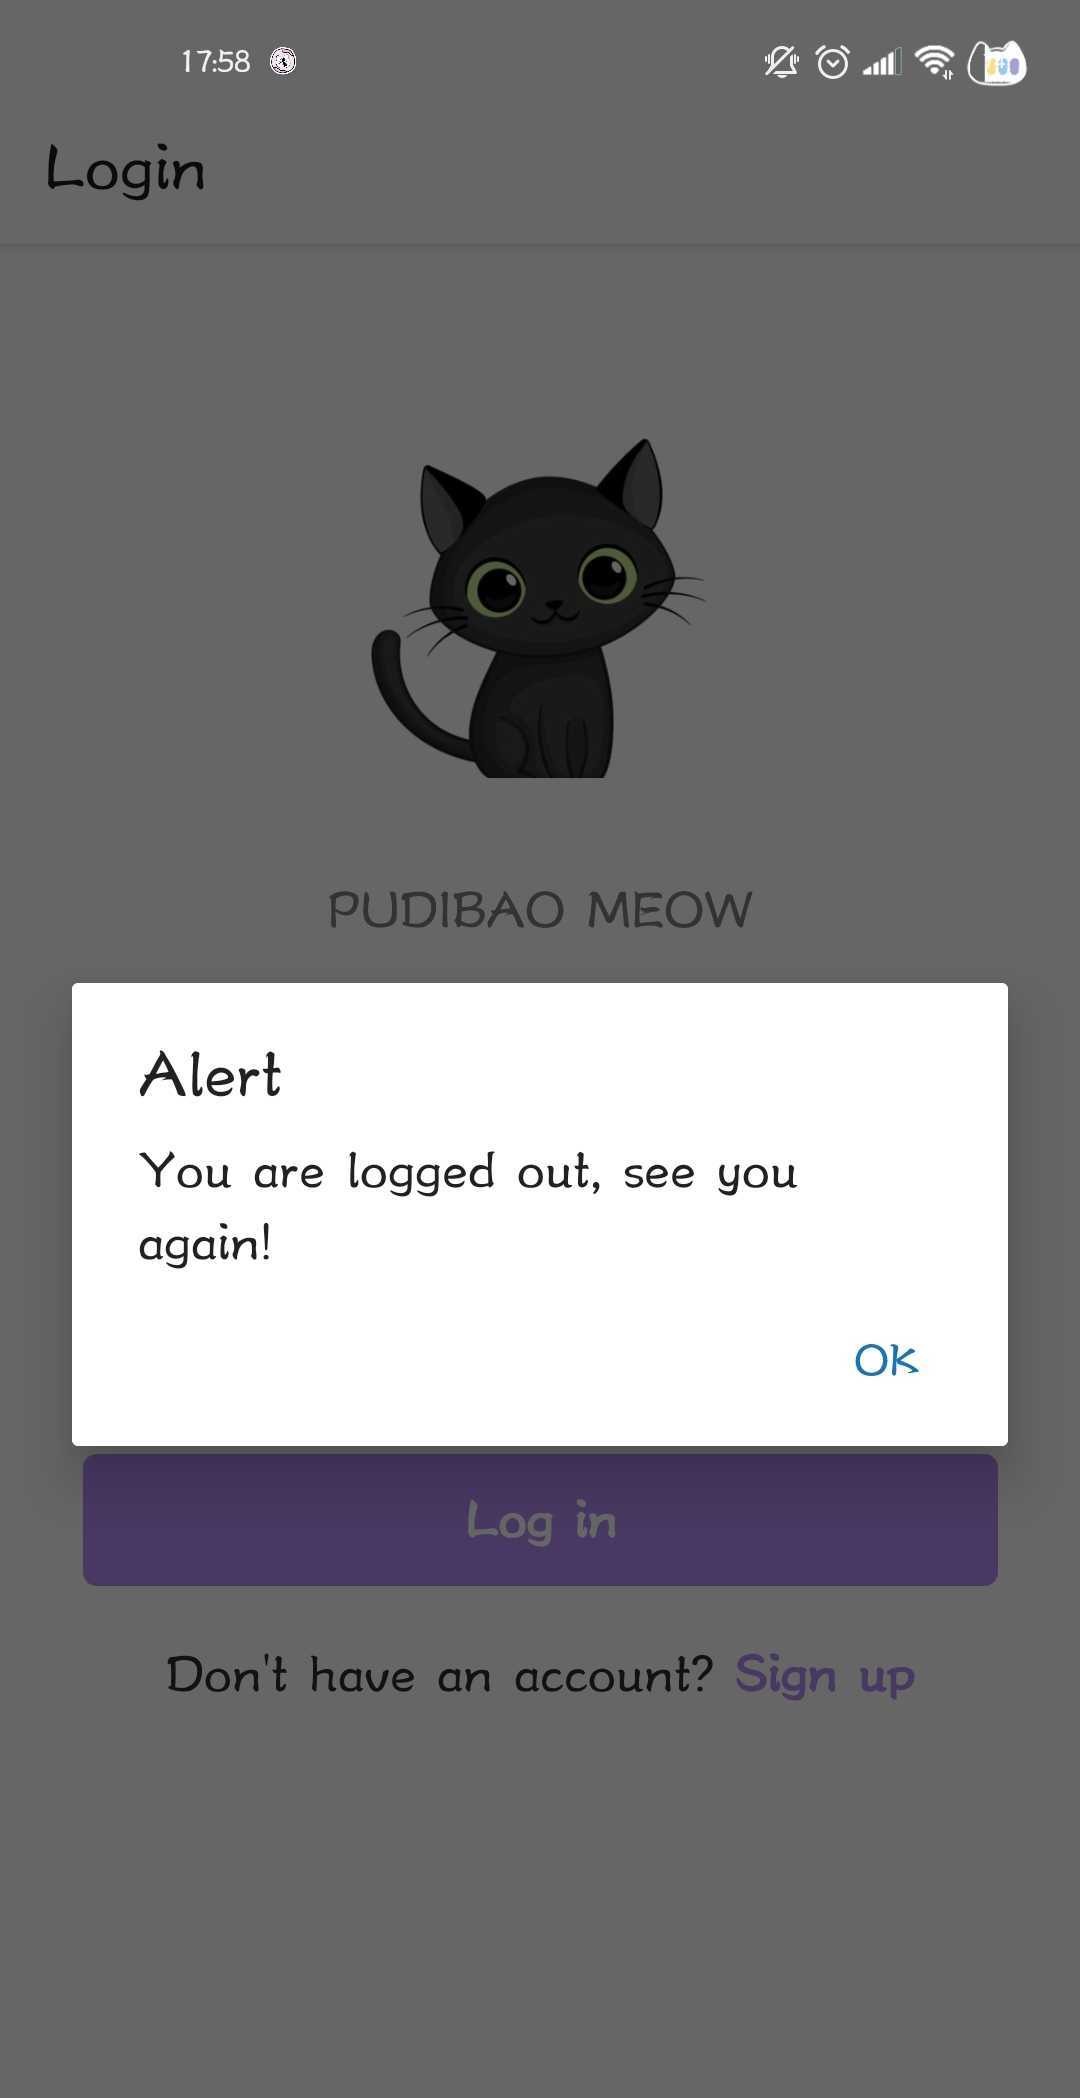 17:58
Login
PUDIBAO MEOW
Alert
You are logged out, see you
again!
OK
Log in
Don't have an account? Sign up